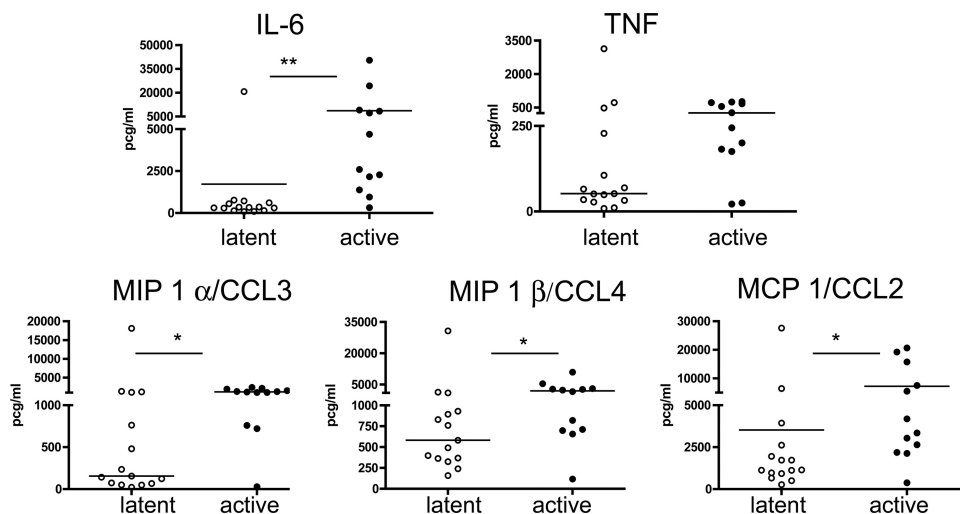 IL-6
50000
35000
20000
5000
5000
2500
0
pcg/ml
**
latent
active
TNF
3500
2000
500
250
0
pcg/ml
latent
active
MIP 1 α/CCL3
20000
15000
10000
5000
1000
500
0
pcg/ml
*
latent
active
MIP 1 β/CCL4
35000
20000
5000
1000
750
500
250
0
pcg/ml
*
latent
active
MCP 1/CCL2
30000
20000
10000
5000
0
pcg/ml
*
latent
active